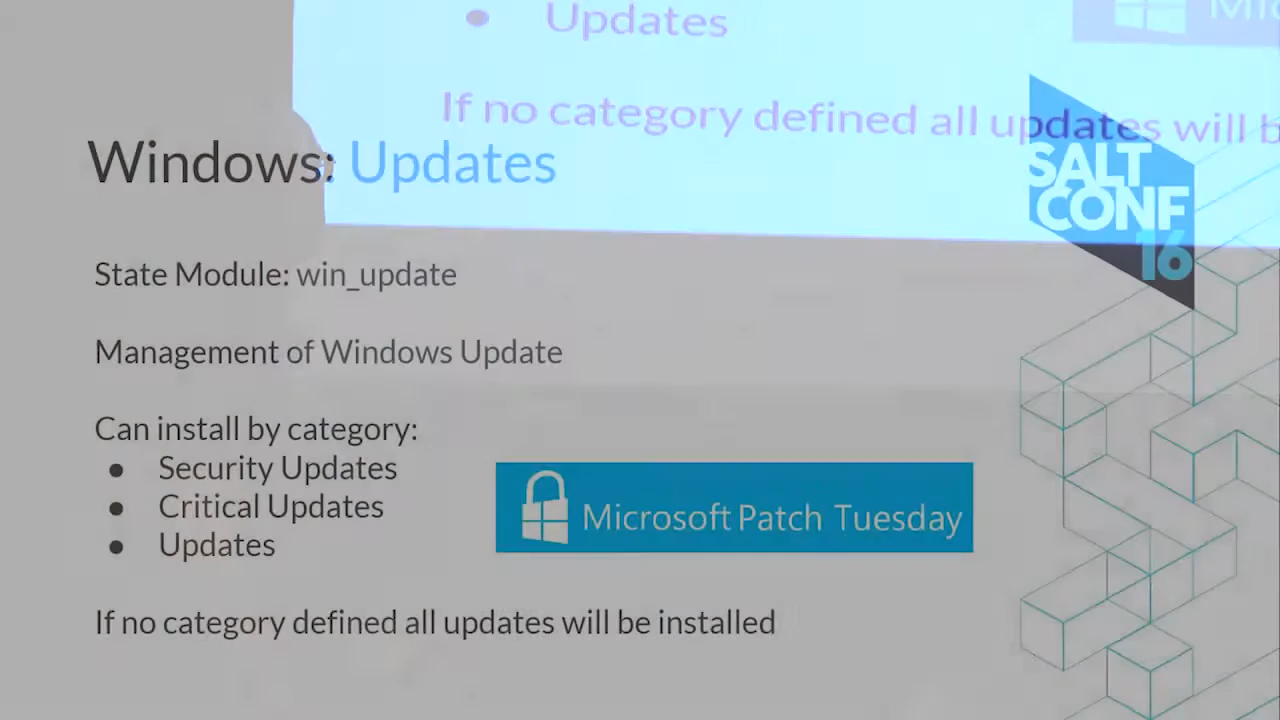 Updates
If no category defined all updates will b
Windows: Updates
SALT
CONF
16
State Module: win_update
Management of Windows Update
Can install by category:
● Security Updates
● Critical Updates
● Updates
Microsoft Patch Tuesday
If no category defined all updates will be installed